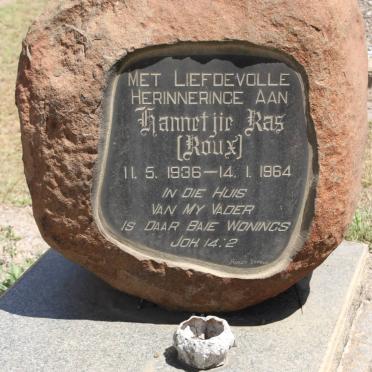 MET LIEFDEVOLLE
HERINNERINGE AAN
Hannetjie Ras
(Roux)
11. 5. 1936 - 14. 1. 1964
IN DIE HUIS
VAN MY VADER
IS DAAR BAIE WONINGS
JOH. 14:2